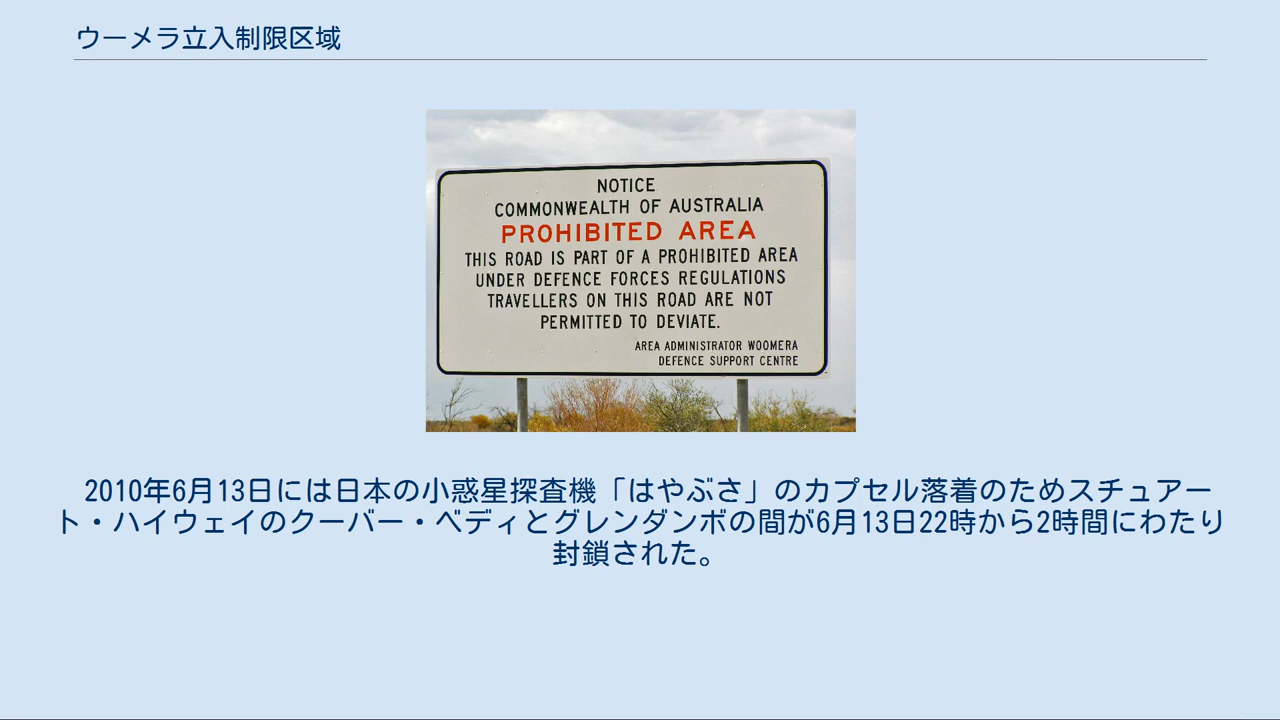 ウーメラ立入制限区域
NOTICE
COMMONWEALTH OF AUSTRALIA
PROHIBITED AREA
THIS ROAD IS PART OF A PROHIBITED AREA
UNDER DEFENCE FORCES REGULATIONS
TRAVELLERS ON THIS ROAD ARE NOT
PERMITTED TO DEVIATE.
AREA ADMINISTRATOR WOOMERA
DEFENCE SUPPORT CENTRE
2010年6月13日には日本の小惑星探査機「はやぶさ」のカプセル落着のためスチュアー
ト・ハイウェイのクーバー・ペディとグレンダンボの間が6月13日22時から2時間にわたり
封鎖された。